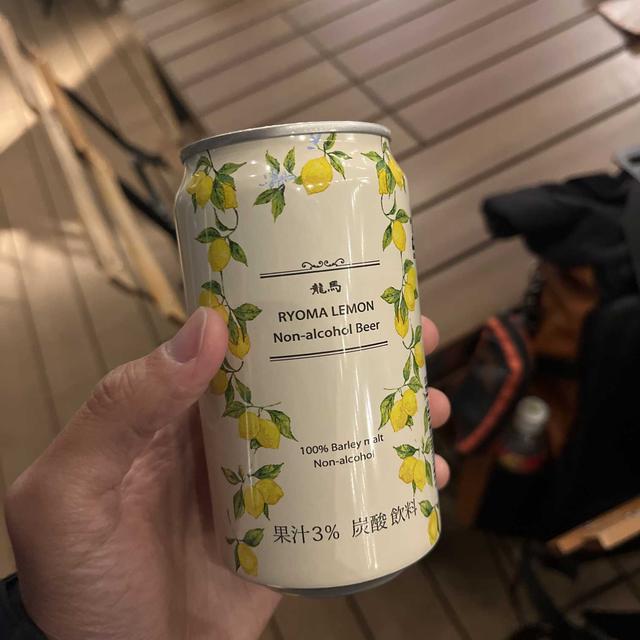 龍馬
RYOMA LEMON
Non-alcohol Beer
100% Barley malt
Non-alcohol
果汁3% 炭酸飲料